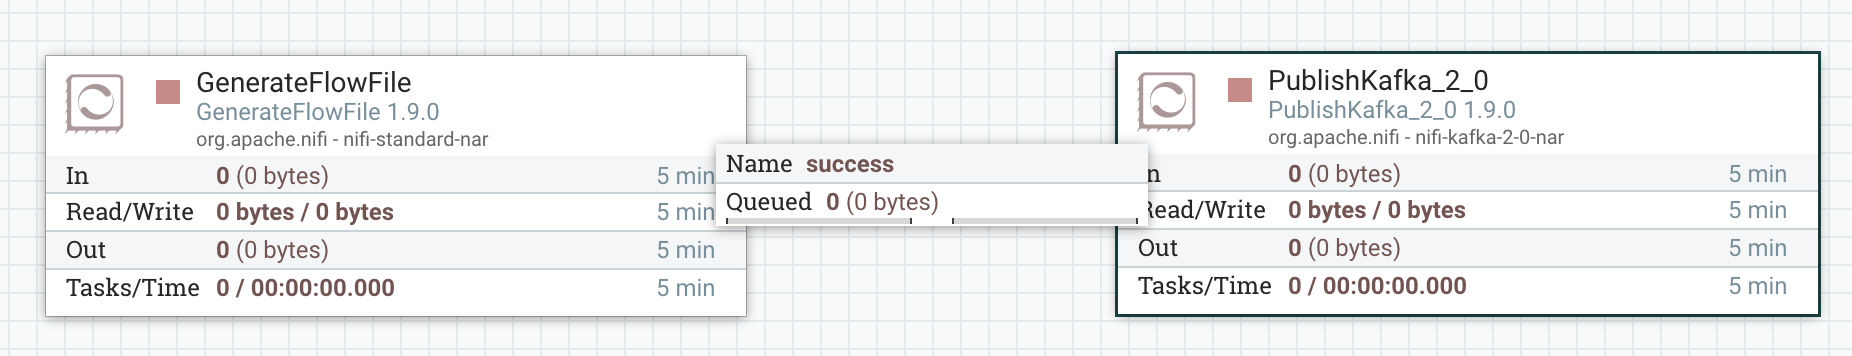 GenerateFlowFile
GenerateFlowFile 1.9.0
org.apache.nifi - nifi-standard-nar
In 0 (0 bytes) 5 min
Read/Write 0 bytes / 0 bytes 5 min
Out 0 (0 bytes) 5 min
Tasks/Time 0 / 00:00:00.000 5 min
Name success
Queued 0 (0 bytes)
PublishKafka_2_0
PublishKafka_2_0 1.9.0
org.apache.nifi - nifi-kafka-2-0-nar
n 0 (0 bytes) 5 min
Read/Write 0 bytes / 0 bytes 5 min
Out 0 (0 bytes) 5 min
Tasks/Time 0 / 00:00:00.000 5 min